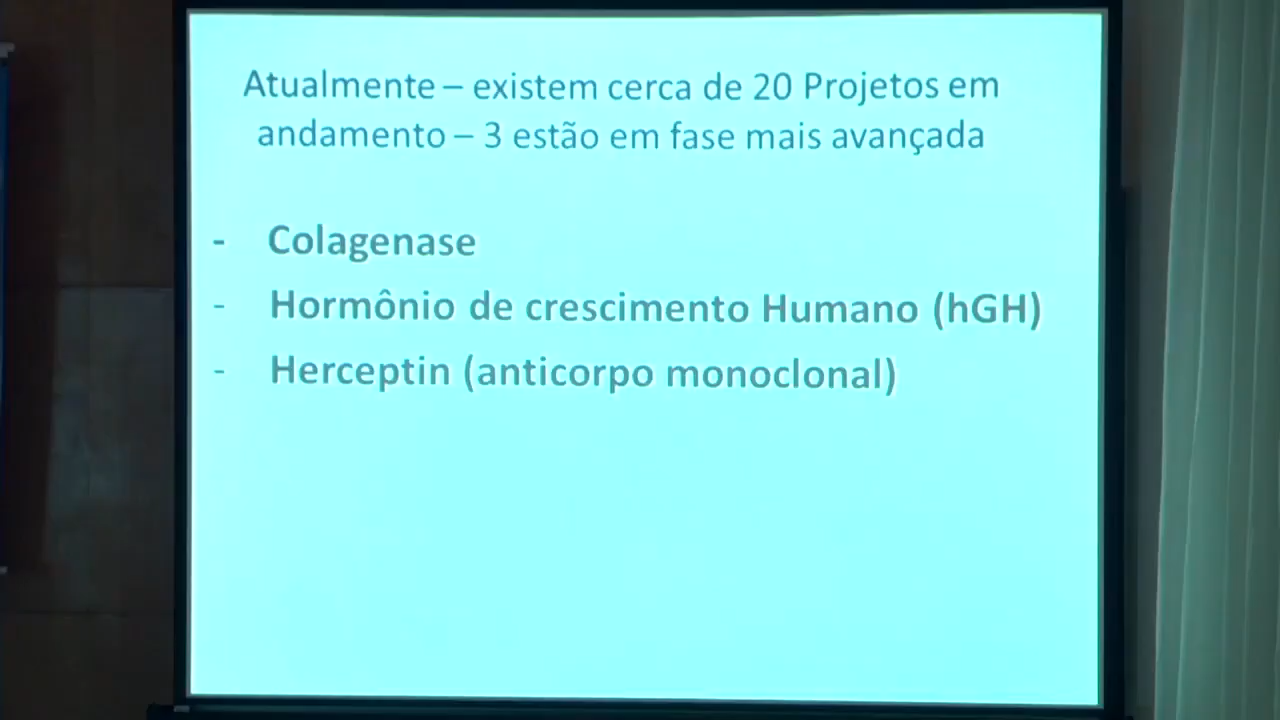 Atualmente – existem cerca de 20 Projetos em
andamento – 3 estão em fase mais avançada
- Colagenase
- Hormônio de crescimento Humano (hGH)
- Herceptin (anticorpo monoclonal)